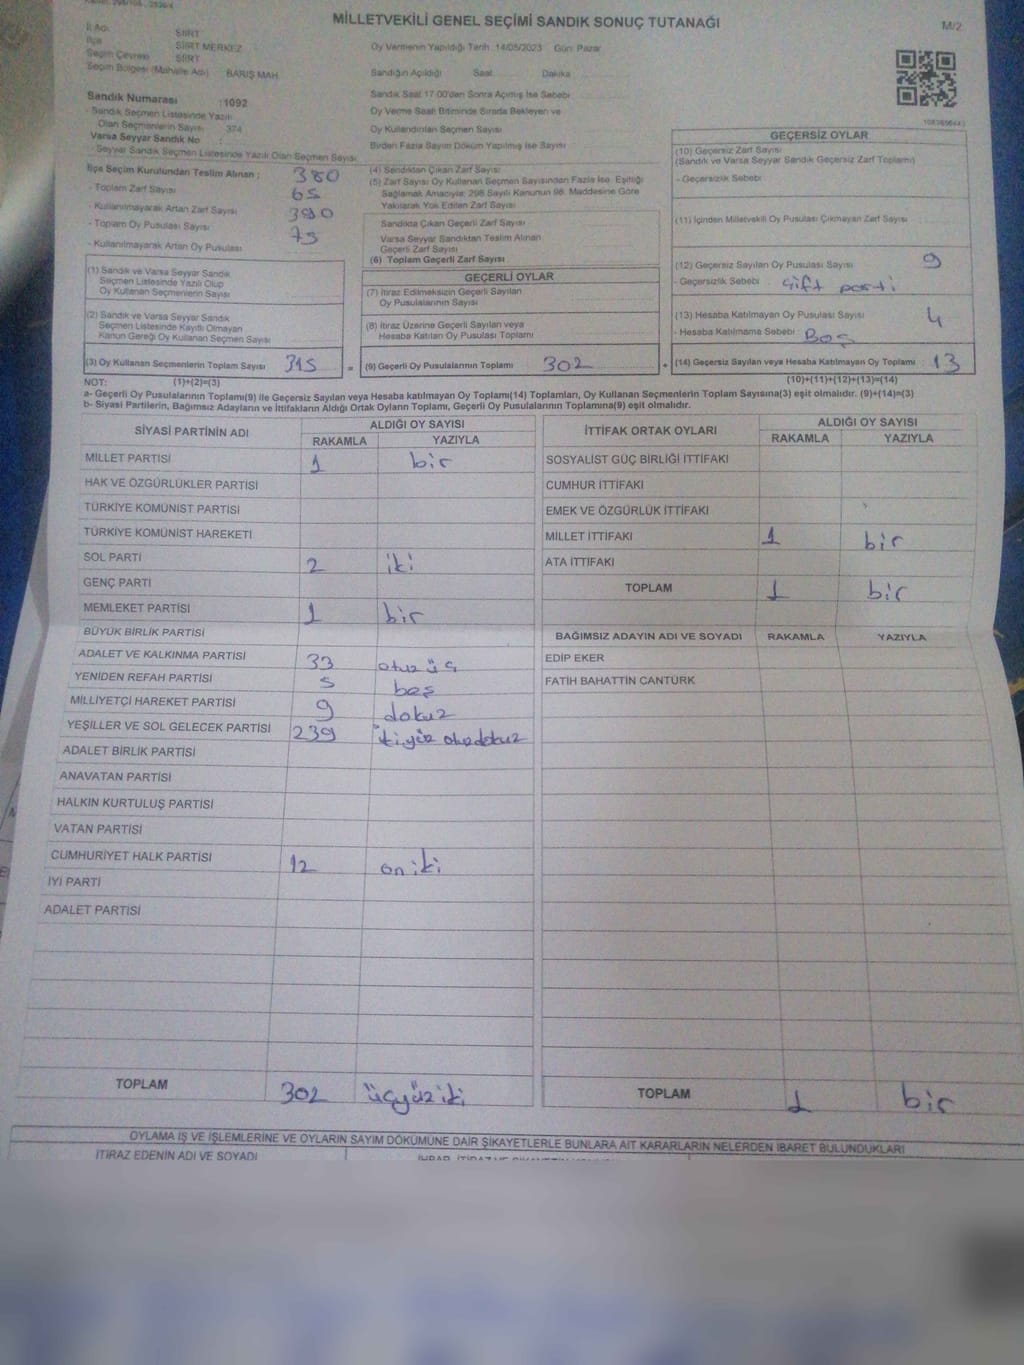 MİLLETVEKİLİ GENEL SEÇİMİ SANDIK SONUÇ TUTANAĞI
M/2
İl Adı SİİRT
İlçe SİİRT MERKEZ
Seçim Çevresi SİİRT
Seçim Bölgesi (Mahalle Adı) BARIŞ MAH.
Oy Vermenin Yapıldığı Tarih :14/05/2023 Gün: Pazar
Sandığın Açıldığı Saat Dakika
Sandık Saat 17:00'dan Sonra Açılmış İse Sebebi
Oy Verme Saati Bitiminde Sırada Bekleyen ve
Oy Kullandırılan Seçmen Sayısı
Birden Fazla Sayım Döküm Yapılmış İse Sayısı
Sandık Numarası :1092
- Sandık Seçmen Listesinde Yazılı
Olan Seçmenlerin Sayısı 374
Varsa Seyyar Sandık No :
- Seyyar Sandık Seçmen Listesinde Yazılı Olan Seçmen Sayısı
İlçe Seçim Kurulundan Teslim Alınan : 380
- Toplam Zarf Sayısı
- Kullanılmayarak Artan Zarf Sayısı 65
- Toplam Oy Pusulası Sayısı 390
- Kullanılmayarak Artan Oy Pusulası 75
(1) Sandık ve Varsa Seyyar Sandık
Seçmen Listesinde Yazılı Olup
Oy Kullanan Seçmenlerin Sayısı
(2) Sandık ve Varsa Seyyar Sandık
Seçmen Listesinde Kayıtlı Olmayan
Kanun Gereği Oy Kullanan Seçmen Sayısı
(3) Oy Kullanan Seçmenlerin Toplam Sayısı 315 =
(4) Sandıktan Çıkan Zarf Sayısı
(5) Zarf Sayısı Oy Kullanan Seçmen Sayısından Fazla İse, Eşitliği
Sağlamak Amacıyla; 298 Sayılı Kanunun 98. Maddesine Göre
Yakılarak Yok Edilen Zarf Sayısı
Sandıkta Çıkan Geçerli Zarf Sayısı
Varsa Seyyar Sandıktan Teslim Alınan
Geçerli Zarf Sayısı
(6) Toplam Geçerli Zarf Sayısı
GEÇERLİ OYLAR
(7) İtiraz Edilmeksizin Geçerli Sayılan
Oy Pusulalarının Sayısı
(8) İtiraz Üzerine Geçerli Sayılan veya
Hesaba Katılan Oy Pusulası Toplamı
(9) Geçerli Oy Pusulalarının Toplamı 302 +
GEÇERSİZ OYLAR
(10) Geçersiz Zarf Sayısı
(Sandık ve Varsa Seyyar Sandık Geçersiz Zarf Toplamı)
- Geçersizlik Sebebi
(11) İçinden Milletvekili Oy Pusulası Çıkmayan Zarf Sayısı
(12) Geçersiz Sayılan Oy Pusulası Sayısı 9
- Geçersizlik Sebebi çift parti
(13) Hesaba Katılmayan Oy Pusulası Sayısı 4
- Hesaba Katılmama Sebebi Boş
(14) Geçersiz Sayılan veya Hesaba Katılmayan Oy Toplamı : 13
NOT: (1)+(2)=(3) (10)+(11)+(12)+(13)=(14)
a- Geçerli Oy Pusulalarının Toplamı(9) ile Geçersiz Sayılan veya Hesaba katılmayan Oy Toplamı(14) Toplamları, Oy Kullanan Seçmenlerin Toplam Sayısına(3) eşit olmalıdır. (9)+(14)=(3)
b- Siyasi Partilerin, Bağımsız Adayların ve İttifakların Aldığı Ortak Oyların Toplamı, Geçerli Oy Pusulalarının Toplamına(9) eşit olmalıdır.
SİYASİ PARTİNİN ADI ALDIĞI OY SAYISI
RAKAMLA YAZIYLA
MİLLET PARTİSİ 1 bir
HAK VE ÖZGÜRLÜKLER PARTİSİ
TÜRKİYE KOMÜNİST PARTİSİ
TÜRKİYE KOMÜNİST HAREKETİ
SOL PARTİ 2 iki
GENÇ PARTİ
MEMLEKET PARTİSİ 1 bir
BÜYÜK BİRLİK PARTİSİ
ADALET VE KALKINMA PARTİSİ 33 otuz üç
YENİDEN REFAH PARTİSİ 5 beş
MİLLİYETÇİ HAREKET PARTİSİ 9 dokuz
YEŞİLLER VE SOL GELECEK PARTİSİ 239 ikiyüz otuzdokuz
ADALET BİRLİK PARTİSİ
ANAVATAN PARTİSİ
HALKIN KURTULUŞ PARTİSİ
VATAN PARTİSİ
CUMHURİYET HALK PARTİSİ 12 oniki
İYİ PARTİ
ADALET PARTİSİ
TOPLAM 302 üçyüziki
İTTİFAK ORTAK OYLARI ALDIĞI OY SAYISI
RAKAMLA YAZIYLA
SOSYALİST GÜÇ BİRLİĞİ İTTİFAKI
CUMHUR İTTİFAKI
EMEK VE ÖZGÜRLÜK İTTİFAKI
MİLLET İTTİFAKI 1 bir
ATA İTTİFAKI
TOPLAM 1 bir
BAĞIMSIZ ADAYIN ADI VE SOYADI RAKAMLA YAZIYLA
EDİP EKER
FATİH BAHATTİN CANTÜRK
TOPLAM 1 bir
OYLAMA İŞ VE İŞLEMLERİNE VE OYLARIN SAYIM DÖKÜMÜNE DAİR ŞİKAYETLERLE BUNLARA AİT KARARLARIN NELERDEN İBARET BULUNDUKLARI
İTİRAZ EDENİN ADI VE SOYADI